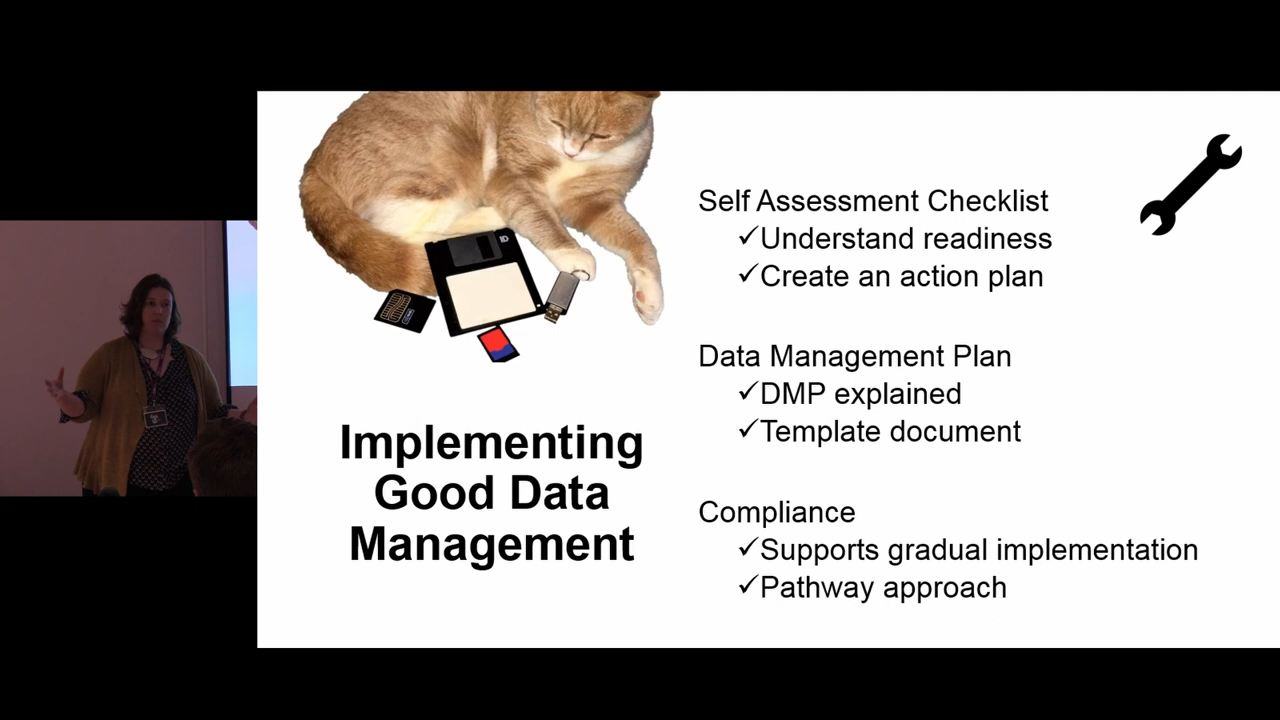 Implementing
Good Data
Management
Self Assessment Checklist
✓Understand readiness
✓Create an action plan
Data Management Plan
✓DMP explained
✓Template document
Compliance
✓Supports gradual implementation
✓Pathway approach